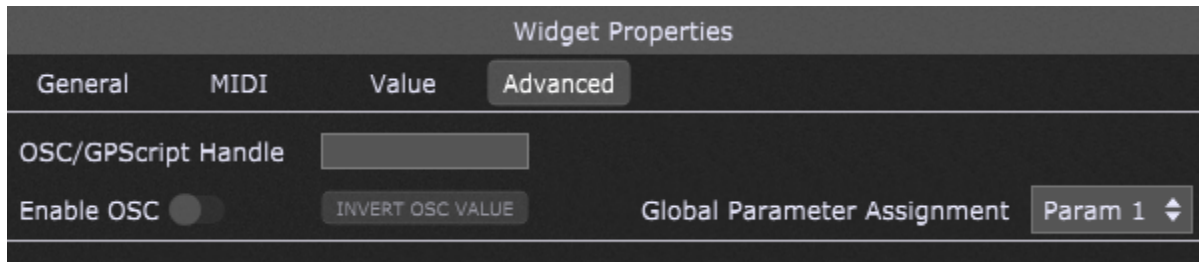 Widget Properties
General MIDI Value Advanced
OSC/GPScript Handle
Enable OSC INVERT OSC VALUE Global Parameter Assignment Param 1